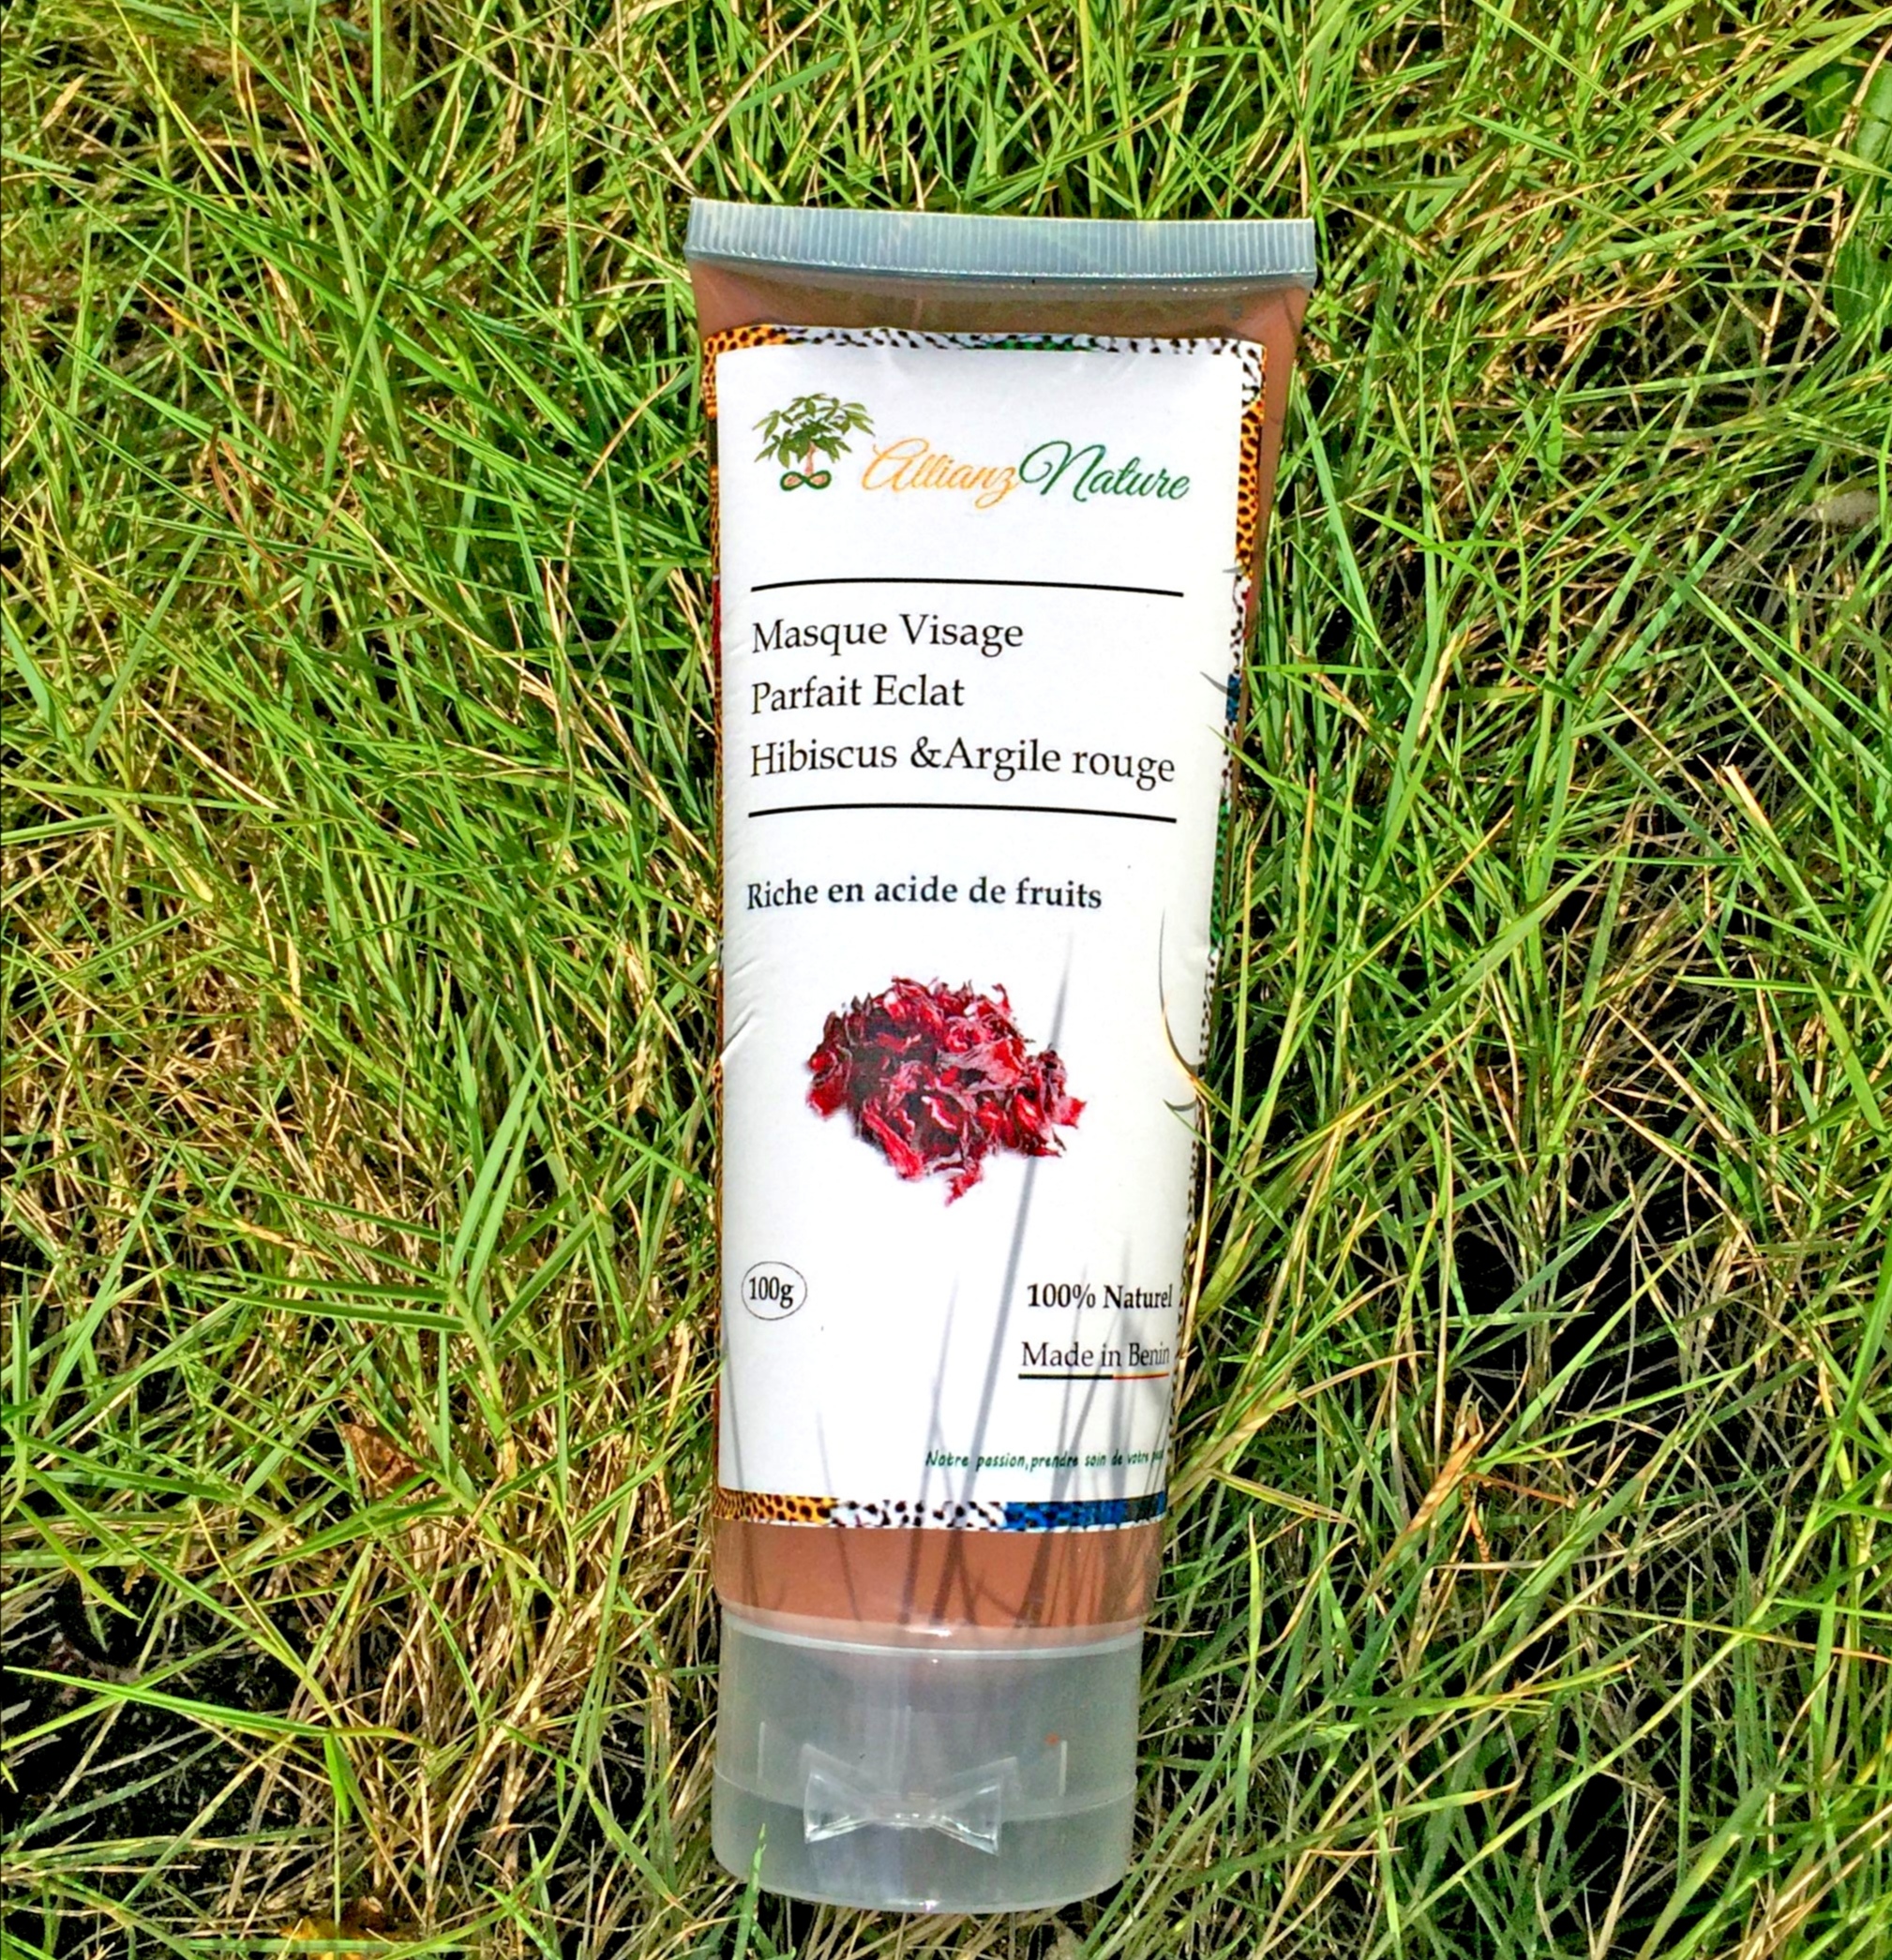 AllianzNature
Masque Visage
Parfait Eclat
Hibiscus &Argile rouge
Riche en acide de fruits
100g
100% Naturel
Made in Benin
Notre passion, prendre soin de votre